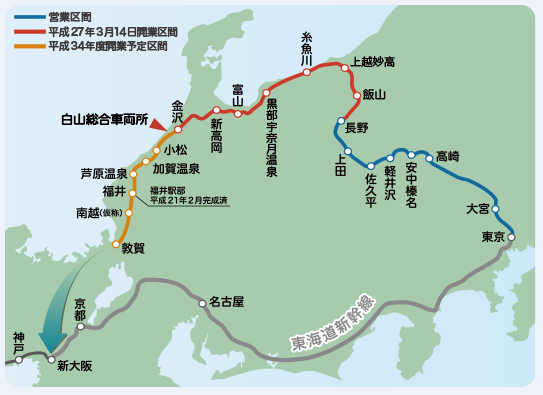 営業区間
平成27年3月14日開業区間
平成34年度開業予定区間
糸魚川
上越妙高
飯山
長野
富山
黒部宇奈月温泉
金沢
新高岡
白山総合車両所
小松
加賀温泉
芦原温泉
福井
福井駅部
平成21年2月完成済
南越(仮称)
敦賀
上田
佐久平
軽井沢
安中榛名
高崎
大宮
東京
名古屋
東海道新幹線
京都
新大阪
神戸